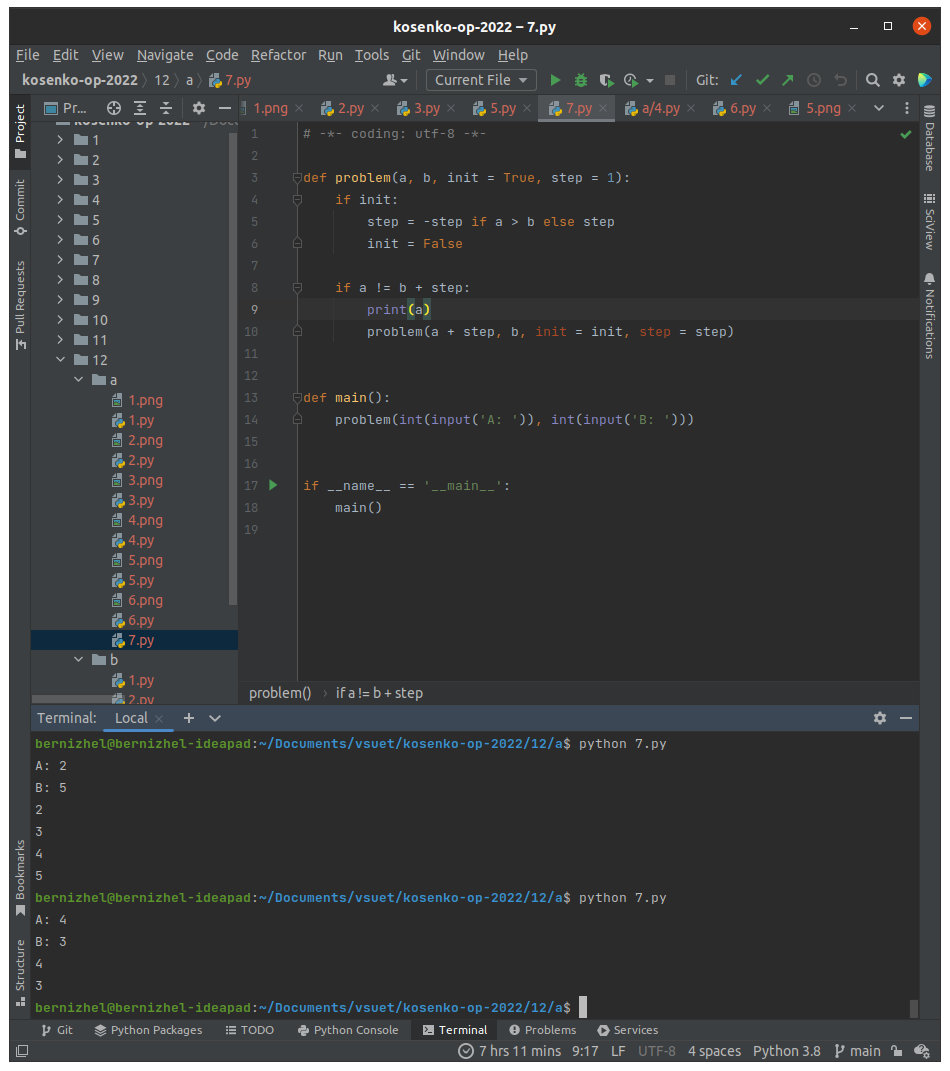 kosenko-op-2022 – 7.py
File Edit View Navigate Code Refactor Run Tools Git Window Help
kosenko-op-2022 12 a 7.py Current File Git:
Pr... 1.png 2.py 3.py 5.py 7.py a/4.py 6.py 5.png
Project
Commit
Pull Requests
Bookmarks
Structure
kosenko-op-2022 ~/Docu
1
2
3
4
5
6
7
8
9
10
11
12
a
1.png
1.py
2.png
2.py
3.png
3.py
4.png
4.py
5.png
5.py
6.png
6.py
7.py
b
1.py
2.py
1 # -*- coding: utf-8 -*-
2
3 def problem(a, b, init = True, step = 1):
4 if init:
5 step = -step if a > b else step
6 init = False
7
8 if a != b + step:
9 print(a)
10 problem(a + step, b, init = init, step = step)
11
12
13 def main():
14 problem(int(input('A: ')), int(input('B: ')))
15
16
17 if __name__ == '__main__':
18 main()
19
problem() › if a != b + step
Database
SciView
Notifications
Terminal: Local
bernizhel@bernizhel-ideapad:~/Documents/vsuet/kosenko-op-2022/12/a$ python 7.py
A: 2
B: 5
2
3
4
5
bernizhel@bernizhel-ideapad:~/Documents/vsuet/kosenko-op-2022/12/a$ python 7.py
A: 4
B: 3
4
3
bernizhel@bernizhel-ideapad:~/Documents/vsuet/kosenko-op-2022/12/a$
Git Python Packages TODO Python Console Terminal Problems Services
7 hrs 11 mins 9:17 LF UTF-8 4 spaces Python 3.8 main